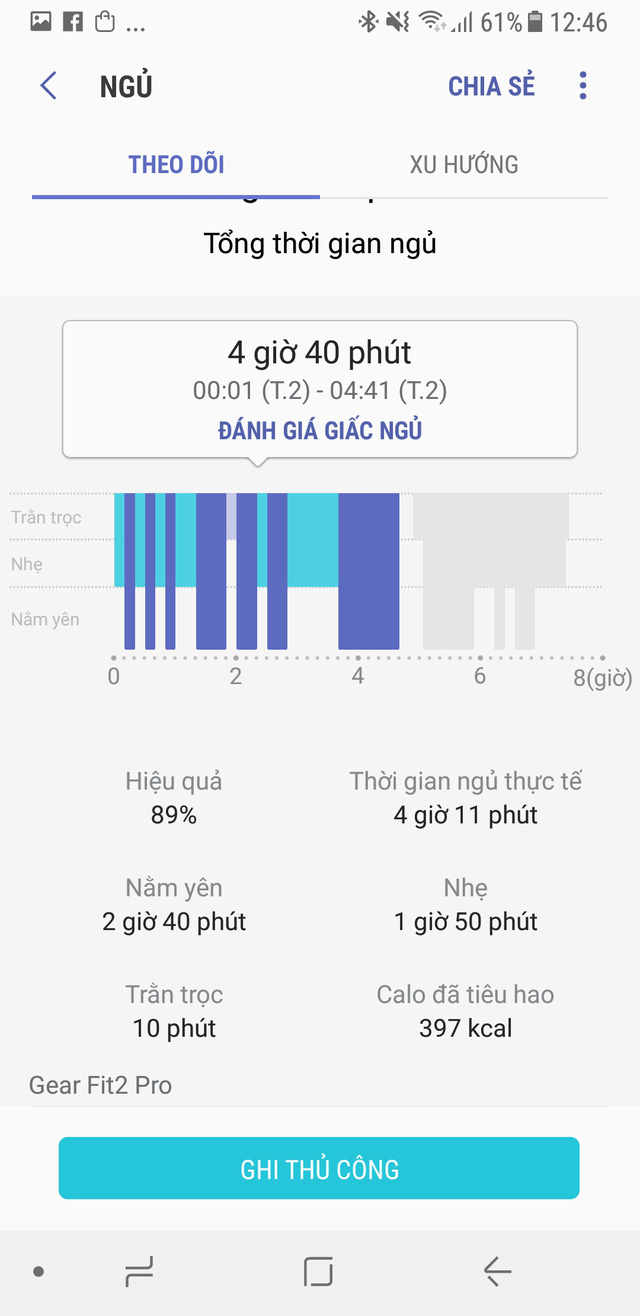 ... 61% 12:46
NGỦ CHIA SẺ
THEO DÕI XU HƯỚNG
Tổng thời gian ngủ
4 giờ 40 phút
00:01 (T.2) - 04:41 (T.2)
ĐÁNH GIÁ GIẤC NGỦ
Trằn trọc
Nhẹ
Nằm yên
0 2 4 6 8(giờ)
Hiệu quả Thời gian ngủ thực tế
89% 4 giờ 11 phút
Nằm yên Nhẹ
2 giờ 40 phút 1 giờ 50 phút
Trằn trọc Calo đã tiêu hao
10 phút 397 kcal
Gear Fit2 Pro
GHI THỦ CÔNG